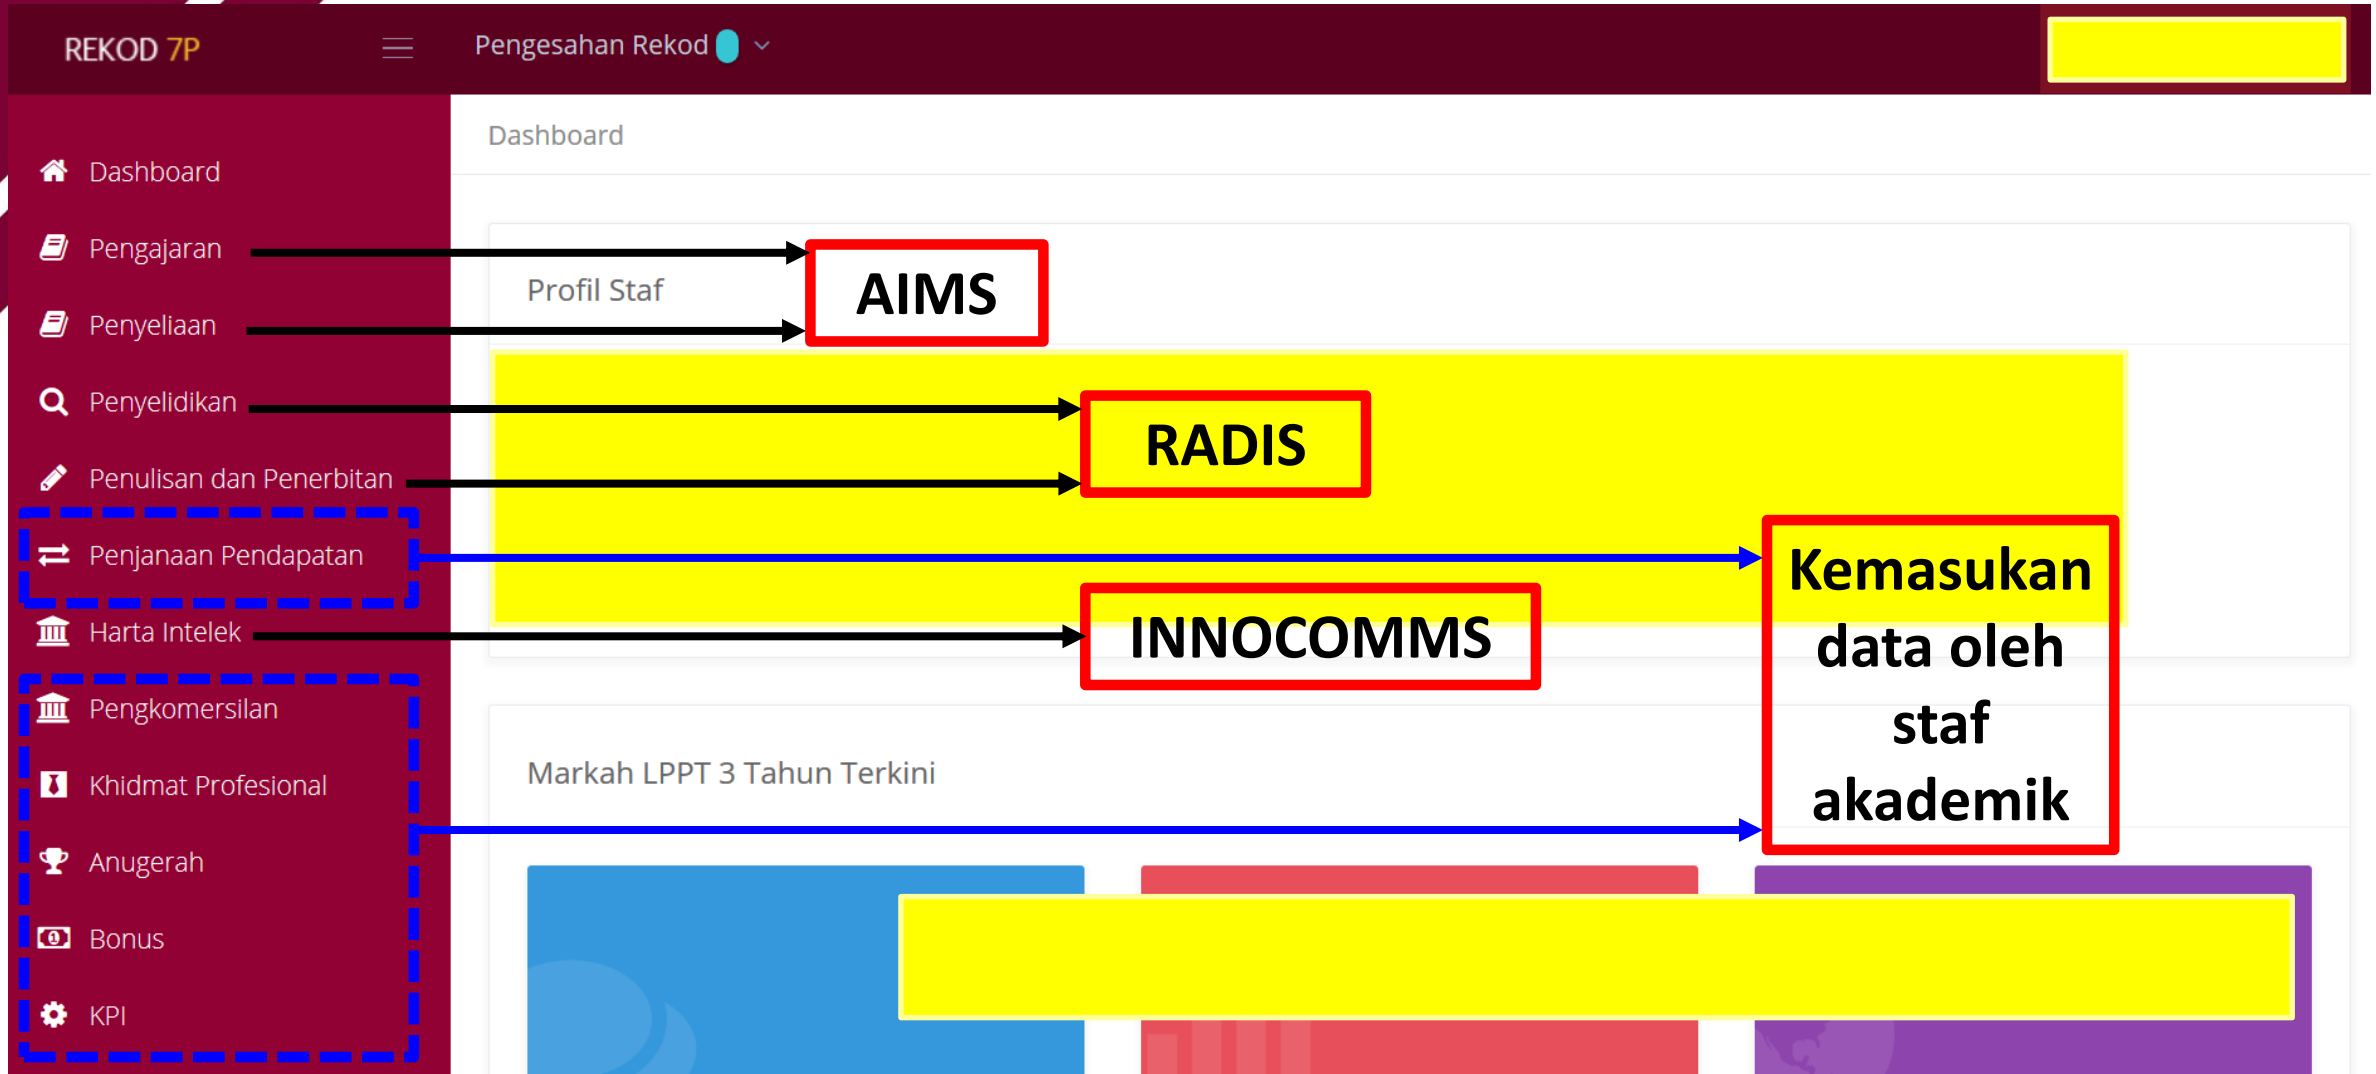 REKOD 7P
Pengesahan Rekod
Dashboard
Dashboard
Pengajaran
Penyeliaan
Penyelidikan
Penulisan dan Penerbitan
Penjanaan Pendapatan
Harta Intelek
Pengkomersilan
Khidmat Profesional
Anugerah
Bonus
KPI
Profil Staf
AIMS
RADIS
INNOCOMMS
Kemasukan
data oleh
staf
akademik
Markah LPPT 3 Tahun Terkini